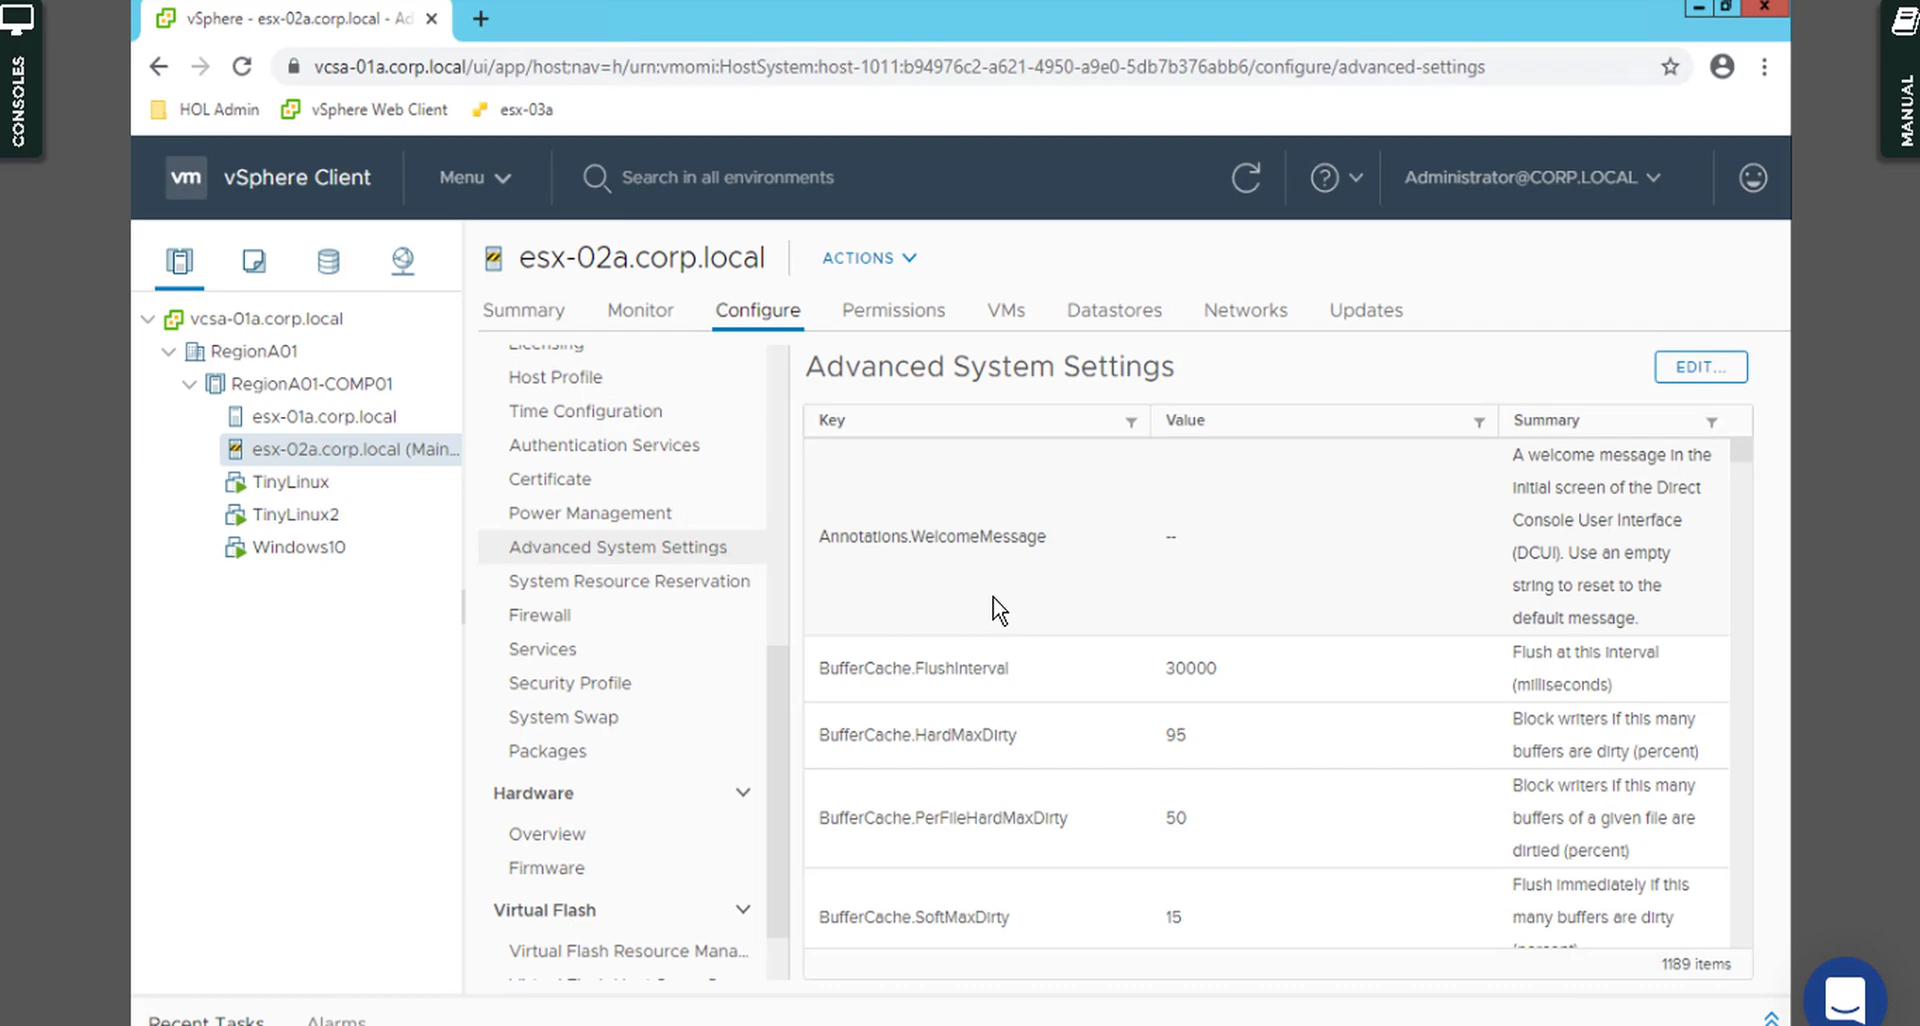 CONSOLES
MANUAL
vSphere - esx-02a.corp.local - Ad
vcsa-01a.corp.local/ui/app/host;nav=h/urn:vmomi:HostSystem:host-1011:b94976c2-a621-4950-a9e0-5db7b376abb6/configure/advanced-settings
HOL Admin
vSphere Web Client
esx-03a
vm vSphere Client
Menu
Search in all environments
Administrator@CORP.LOCAL
esx-02a.corp.local
ACTIONS
Summary
Monitor
Configure
Permissions
VMs
Datastores
Networks
Updates
vcsa-01a.corp.local
RegionA01
RegionA01-COMP01
esx-01a.corp.local
esx-02a.corp.local (Main...
TinyLinux
TinyLinux2
Windows10
Licensing
Host Profile
Time Configuration
Authentication Services
Certificate
Power Management
Advanced System Settings
System Resource Reservation
Firewall
Services
Security Profile
System Swap
Packages
Hardware
Overview
Firmware
Virtual Flash
Virtual Flash Resource Mana...
Advanced System Settings
EDIT...
Key
Value
Summary
Annotations.WelcomeMessage
--
A welcome message in the
initial screen of the Direct
Console User Interface
(DCUI). Use an empty
string to reset to the
default message.
BufferCache.FlushInterval
30000
Flush at this interval
(milliseconds)
BufferCache.HardMaxDirty
95
Block writers if this many
buffers are dirty (percent)
BufferCache.PerFileHardMaxDirty
50
Block writers if this many
buffers of a given file are
dirtied (percent)
BufferCache.SoftMaxDirty
15
Flush immediately if this
many buffers are dirty
(percent)
1189 items
Recent Tasks
Alarms